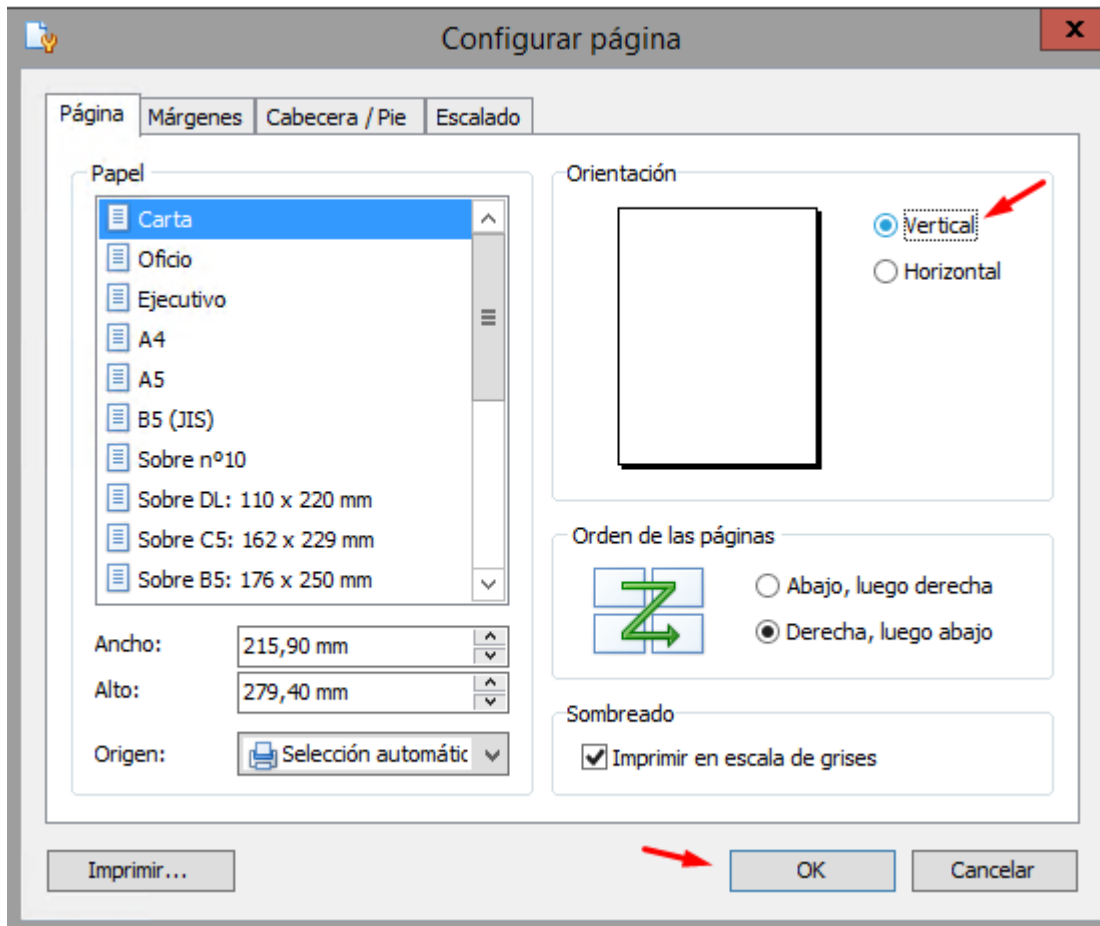 Configurar página
x
Página Márgenes Cabecera / Pie Escalado
Papel
Carta
Oficio
Ejecutivo
A4
A5
B5 (JIS)
Sobre nº10
Sobre DL: 110 x 220 mm
Sobre C5: 162 x 229 mm
Sobre B5: 176 x 250 mm
Ancho: 215,90 mm
Alto: 279,40 mm
Origen: Selección automátic
Orientación
Vertical
Horizontal
Orden de las páginas
Abajo, luego derecha
Derecha, luego abajo
Sombreado
Imprimir en escala de grises
Imprimir... OK Cancelar